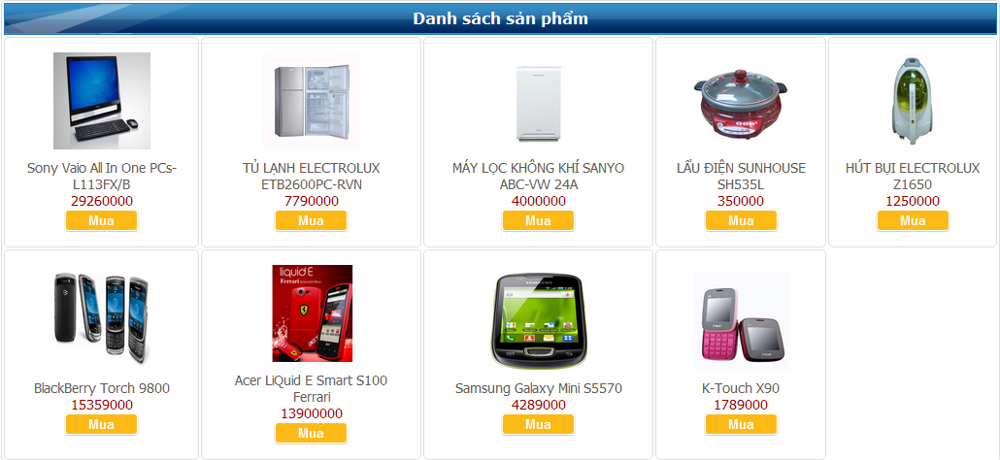 Danh sách sản phẩm
Sony Vaio All In One PCs-
L113FX/B
29260000
Mua
TỦ LẠNH ELECTROLUX
ETB2600PC-RVN
7790000
Mua
MÁY LỌC KHÔNG KHÍ SANYO
ABC-VW 24A
4000000
Mua
LẨU ĐIỆN SUNHOUSE
SH535L
350000
Mua
HÚT BỤI ELECTROLUX
Z1650
1250000
Mua
BlackBerry Torch 9800
15359000
Mua
liquid E
Ferrari
acer
Acer LiQuid E Smart S100
Ferrari
13900000
Mua
SAMSUNG
Samsung Galaxy Mini S5570
4289000
Mua
K-Touch X90
1789000
Mua